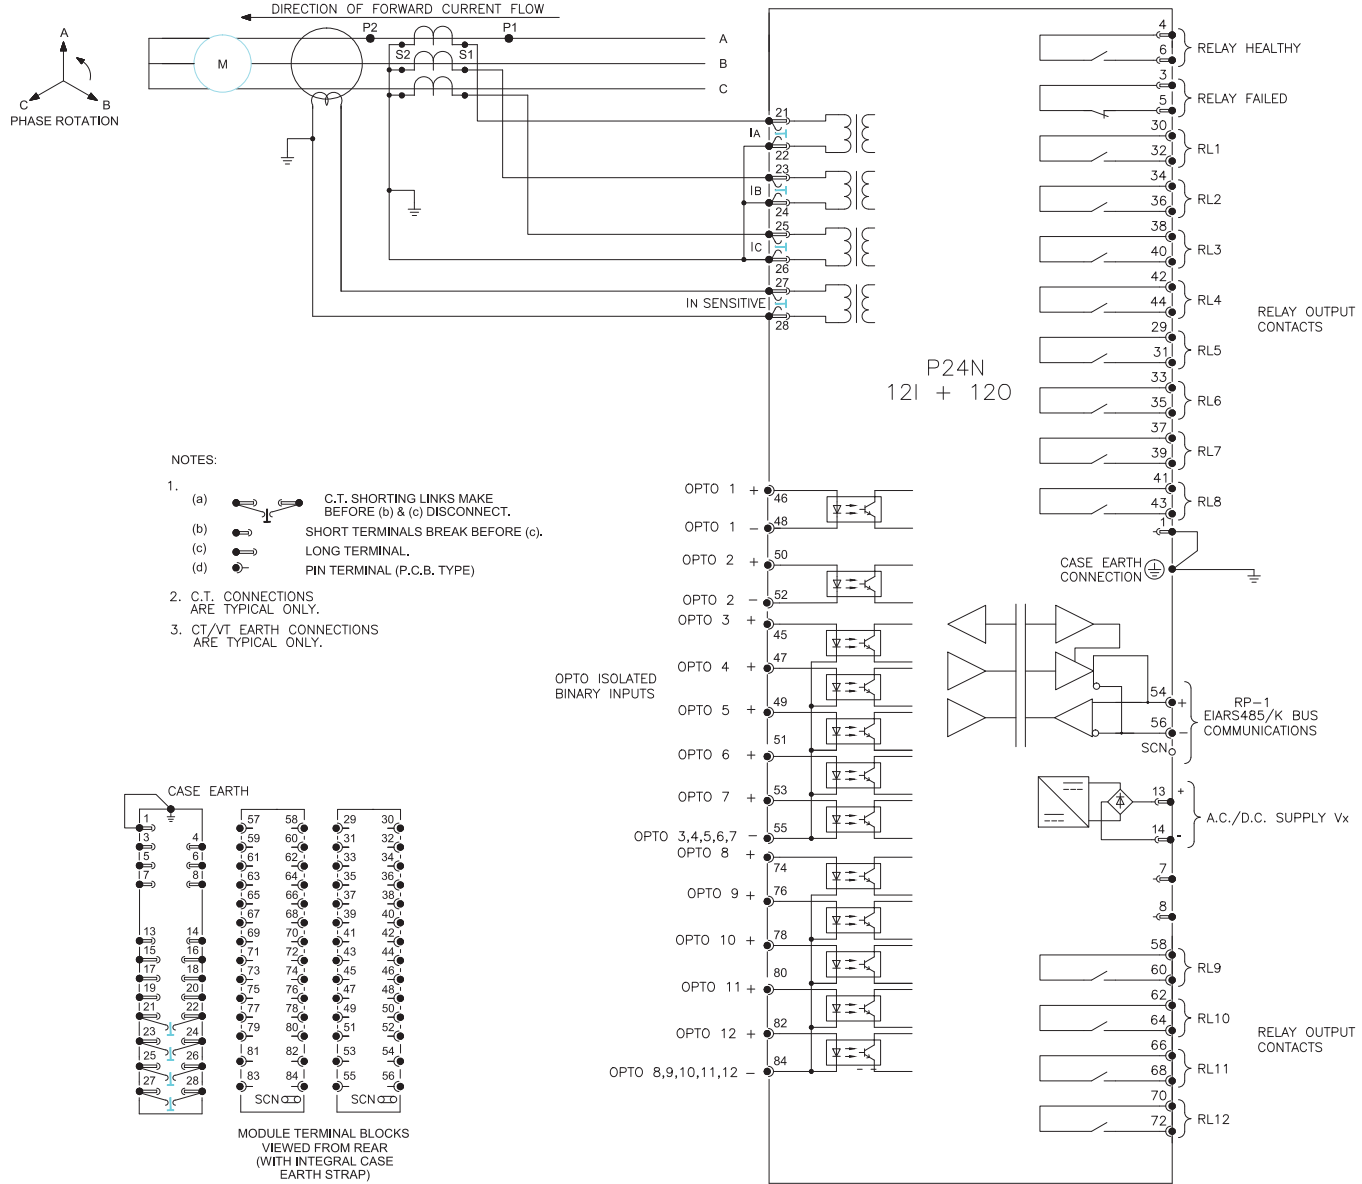 DIRECTION OF FORWARD CURRENT FLOW
A
C
B
PHASE ROTATION
M
P2
P1
S2
S1
A
B
C
21
IA
22
23
IB
24
25
IC
26
27
IN SENSITIVE
28
P24N
12I + 12O
4
6
RELAY HEALTHY
3
5
RELAY FAILED
30
32
RL1
34
36
RL2
38
40
RL3
42
44
RL4
29
31
RL5
33
35
RL6
37
39
RL7
41
43
RL8
RELAY OUTPUT
CONTACTS
1
CASE EARTH
CONNECTION
54
+
56
−
SCN
RP-1
EIARS485/K BUS
COMMUNICATIONS
13
+
14
-
A.C./D.C. SUPPLY Vx
7
8
58
60
RL9
62
64
RL10
66
68
RL11
70
72
RL12
RELAY OUTPUT
CONTACTS
NOTES:
1.
(a)
C.T. SHORTING LINKS MAKE
BEFORE (b) & (c) DISCONNECT.
(b)
SHORT TERMINALS BREAK BEFORE (c).
(c)
LONG TERMINAL.
(d)
PIN TERMINAL (P.C.B. TYPE)
2. C.T. CONNECTIONS
ARE TYPICAL ONLY.
3. CT/VT EARTH CONNECTIONS
ARE TYPICAL ONLY.
OPTO ISOLATED
BINARY INPUTS
OPTO 1 +
46
OPTO 1 − 48
OPTO 2 + 50
OPTO 2 − 52
OPTO 3 +
45
OPTO 4 + 47
OPTO 5 + 49
51
OPTO 6 +
OPTO 7 + 53
OPTO 3,4,5,6,7 − 55
OPTO 8 +
74
OPTO 9 + 76
OPTO 10 + 78
80
OPTO 11 +
OPTO 12 + 82
OPTO 8,9,10,11,12 − 84
CASE EARTH
1
3 4
5 6
7 8
13 14
15 16
17 18
19 20
21 22
23 24
25 26
27 28
57 58
59 60
61 62
63 64
65 66
67 68
69 70
71 72
73 74
75 76
77 78
79 80
81 82
83 84
SCN
29 30
31 32
33 34
35 36
37 38
39 40
41 42
43 44
45 46
47 48
49 50
51 52
53 54
55 56
SCN
MODULE TERMINAL BLOCKS
VIEWED FROM REAR
(WITH INTEGRAL CASE
EARTH STRAP)